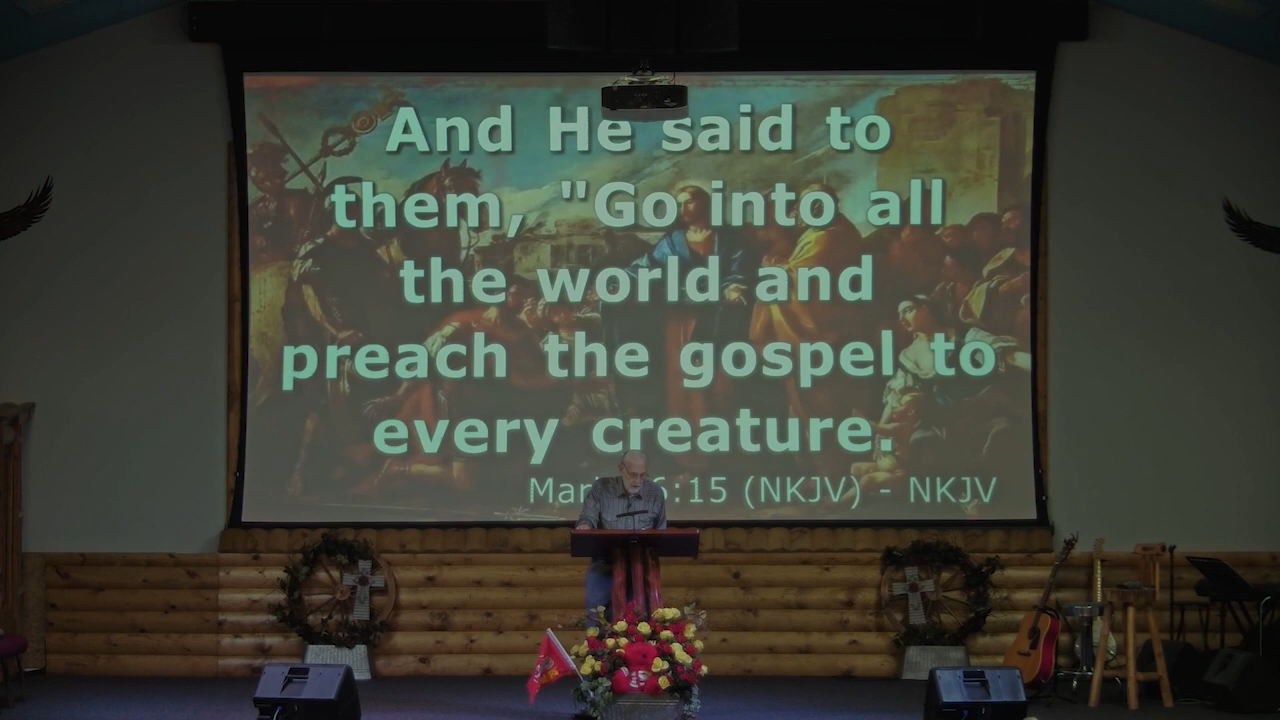 And He said to
them, "Go into all
the world and
preach the gospel to
every creature.
6:15 (NKJV) - NKJV